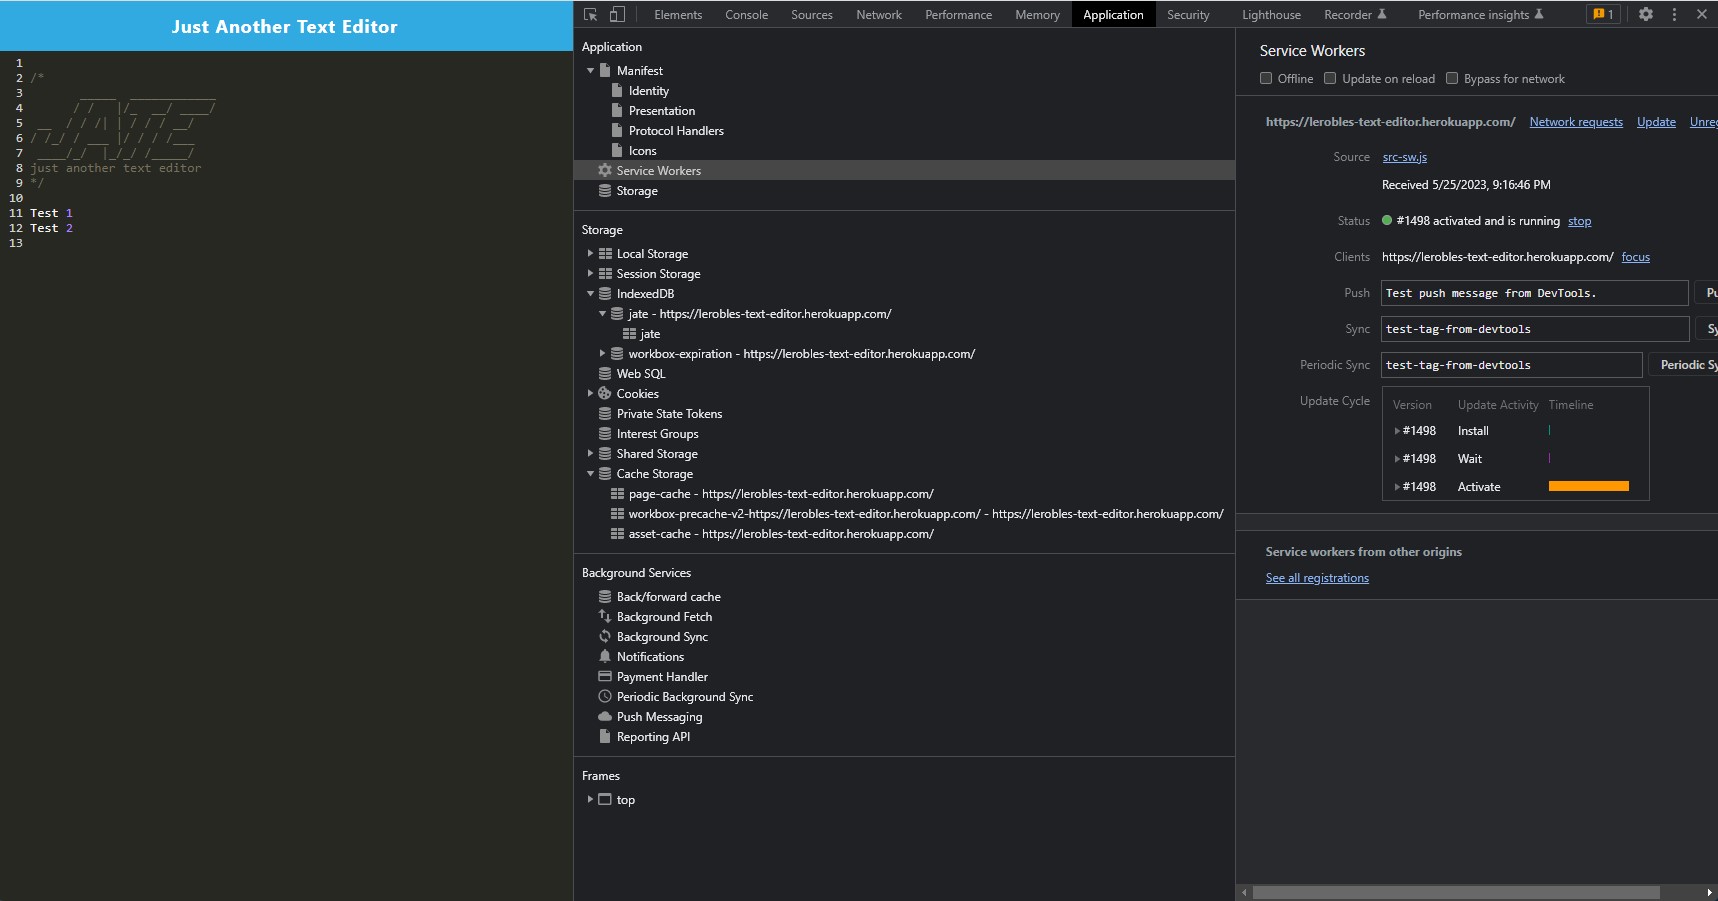 Just Another Text Editor
1
2 /*
3        _____  ____________
4       / /   |/_  __/ ____/
5  __  / / /| | / / / __/
6 / /_/ / ___ |/ / / /___
7  ____/_/  |_/_/ /_____/
8 just another text editor
9 */
10
11 Test 1
12 Test 2
13
Elements Console Sources Network Performance Memory Application Security Lighthouse Recorder Performance insights 1
Application
Manifest
Identity
Presentation
Protocol Handlers
Icons
Service Workers
Storage
Storage
Local Storage
Session Storage
IndexedDB
jate - https://lerobles-text-editor.herokuapp.com/
jate
workbox-expiration - https://lerobles-text-editor.herokuapp.com/
Web SQL
Cookies
Private State Tokens
Interest Groups
Shared Storage
Cache Storage
page-cache - https://lerobles-text-editor.herokuapp.com/
workbox-precache-v2-https://lerobles-text-editor.herokuapp.com/ - https://lerobles-text-editor.herokuapp.com/
asset-cache - https://lerobles-text-editor.herokuapp.com/
Background Services
Back/forward cache
Background Fetch
Background Sync
Notifications
Payment Handler
Periodic Background Sync
Push Messaging
Reporting API
Frames
top
Service Workers
Offline Update on reload Bypass for network
https://lerobles-text-editor.herokuapp.com/ Network requests Update Unreg
Source src-sw.js
Received 5/25/2023, 9:16:46 PM
Status #1498 activated and is running stop
Clients https://lerobles-text-editor.herokuapp.com/ focus
Push Test push message from DevTools. Pu
Sync test-tag-from-devtools Sy
Periodic Sync test-tag-from-devtools Periodic Sy
Update Cycle Version Update Activity Timeline
#1498 Install
#1498 Wait
#1498 Activate
Service workers from other origins
See all registrations